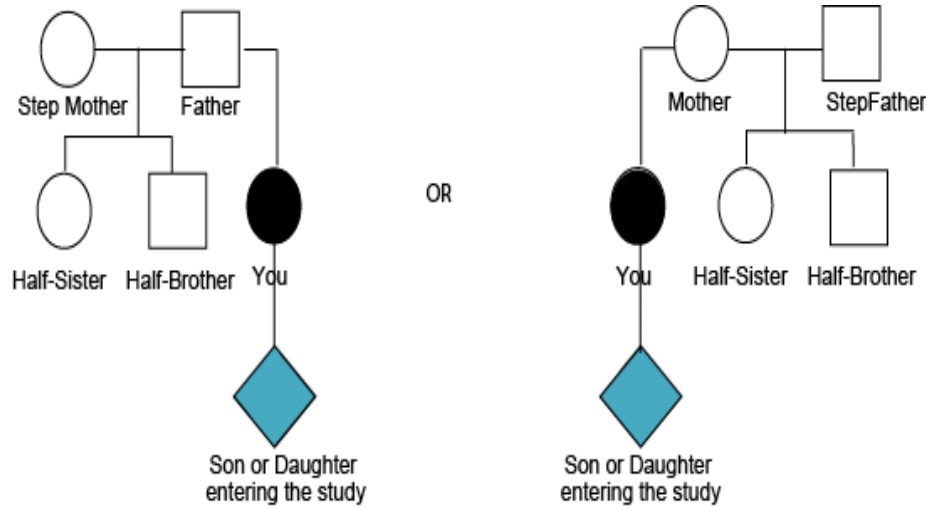 Step Mother
Father
Mother
StepFather
OR
Half-Sister
Half-Brother
You
You
Half-Sister
Half-Brother
Son or Daughter
entering the study
Son or Daughter
entering the study